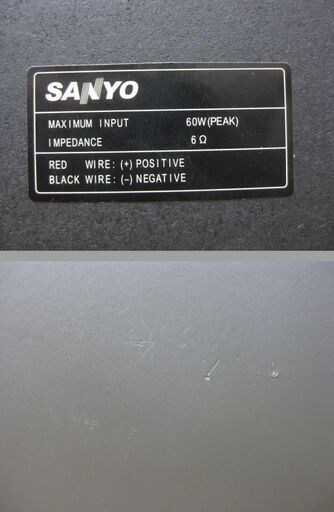 SANYO
MAXIMUM INPUT 60W(PEAK)
IMPEDANCE 6Ω
RED WIRE: (+) POSITIVE
BLACK WIRE: (−) NEGATIVE